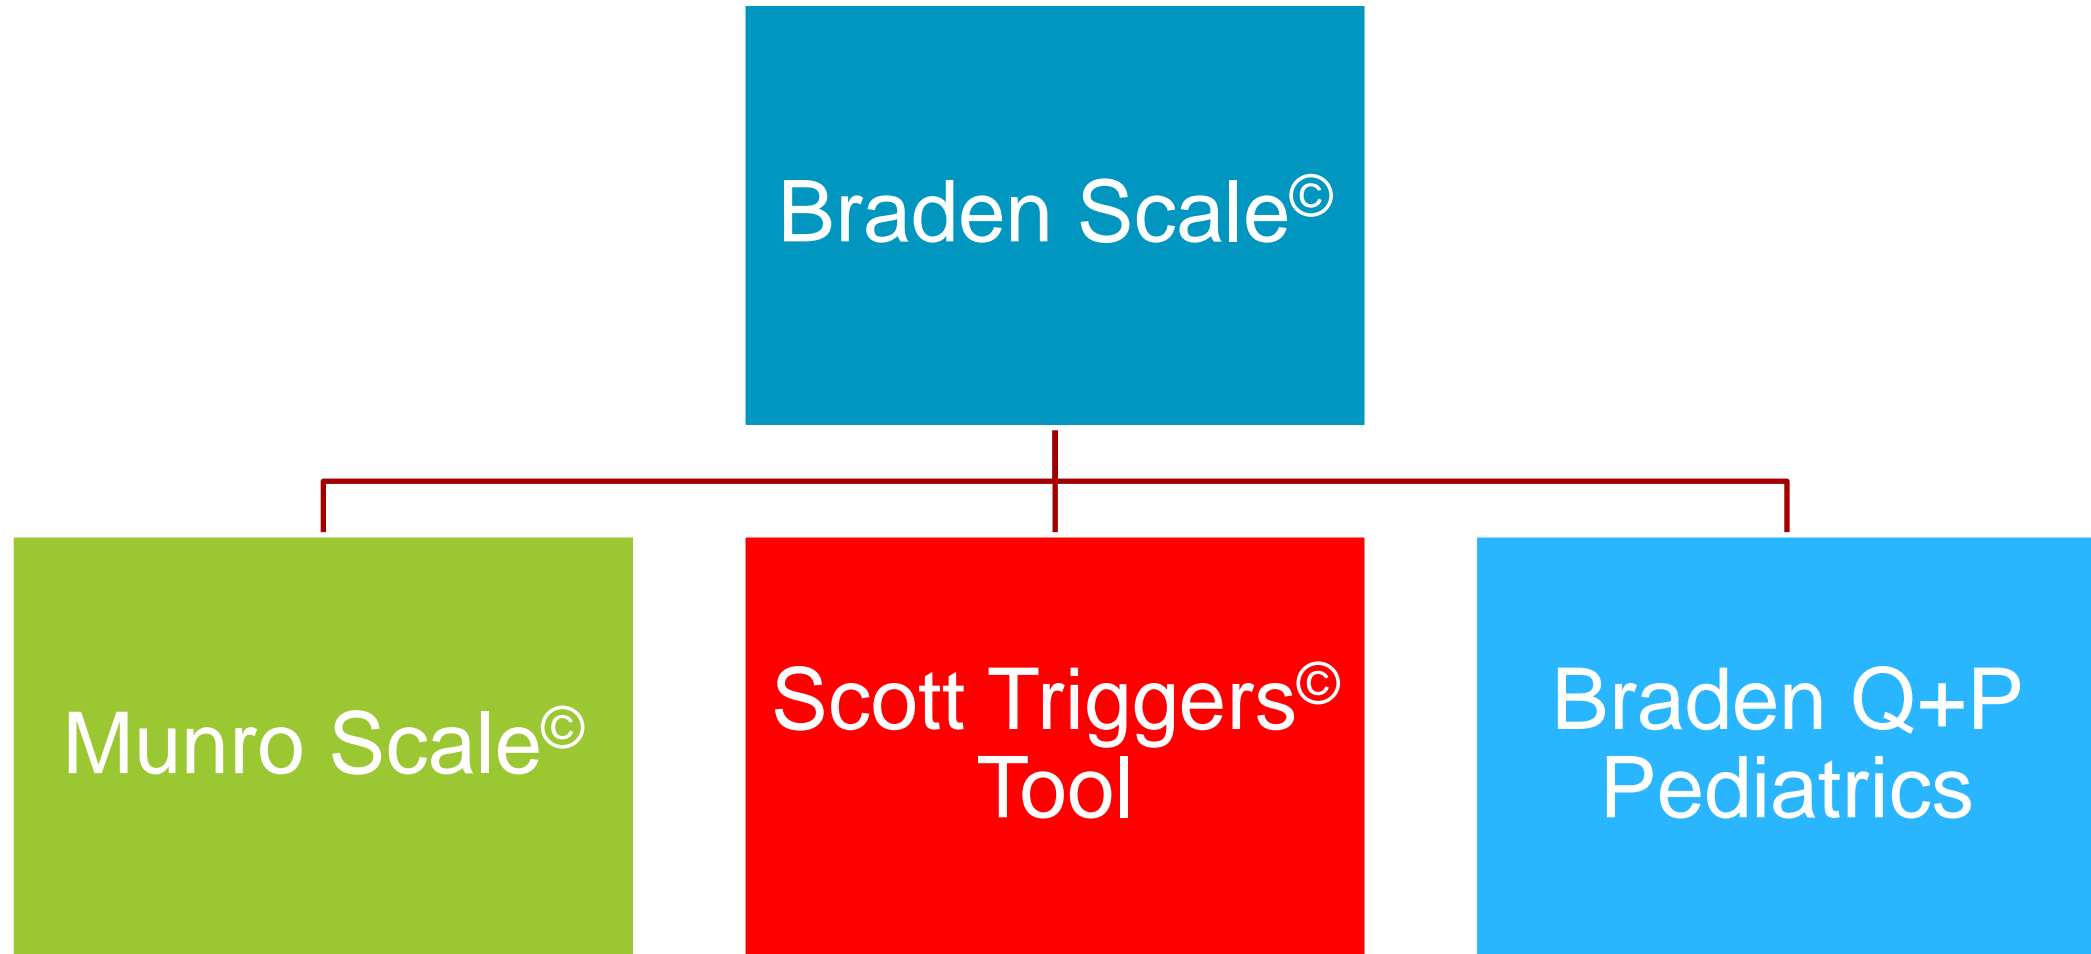 Braden Scale©
Munro Scale©
Scott Triggers©
Tool
Braden Q+P
Pediatrics